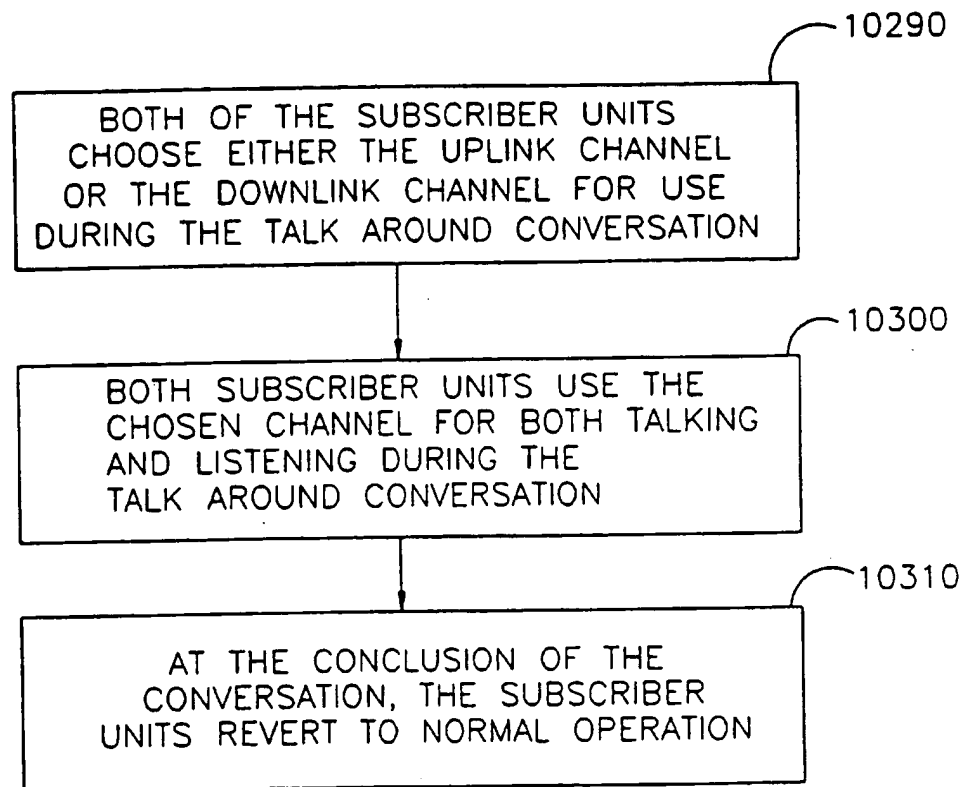 10290
BOTH OF THE SUBSCRIBER UNITS
CHOOSE EITHER THE UPLINK CHANNEL
OR THE DOWNLINK CHANNEL FOR USE
DURING THE TALK AROUND CONVERSATION
10300
BOTH SUBSCRIBER UNITS USE THE
CHOSEN CHANNEL FOR BOTH TALKING
AND LISTENING DURING THE
TALK AROUND CONVERSATION
10310
AT THE CONCLUSION OF THE
CONVERSATION, THE SUBSCRIBER
UNITS REVERT TO NORMAL OPERATION